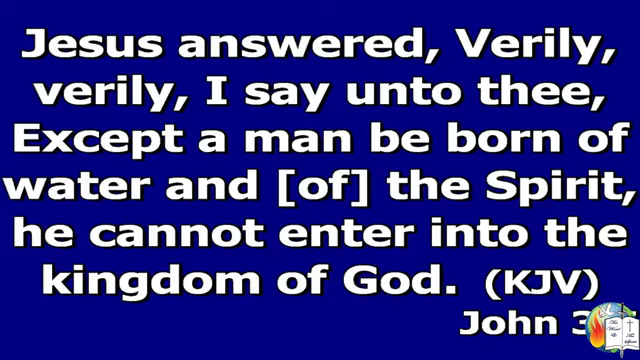 Jesus answered, Verily,
verily, I say unto thee,
Except a man be born of
water and [of] the Spirit,
he cannot enter into the
kingdom of God. (KJV)
John 3